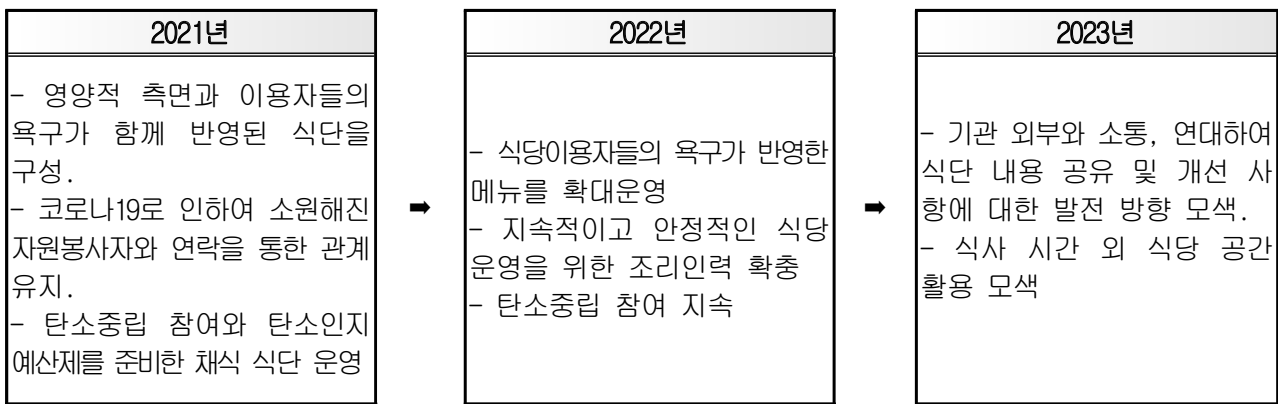 2021년
- 영양적 측면과 이용자들의
욕구가 함께 반영된 식단을
구성.
- 코로나19로 인하여 소원해진
자원봉사자와 연락을 통한 관계
유지.
- 탄소중립 참여와 탄소인지
예산제를 준비한 채식 식단 운영
➡
2022년
- 식당이용자들의 욕구가 반영한
메뉴를 확대운영
- 지속적이고 안정적인 식당
운영을 위한 조리인력 확충
- 탄소중립 참여 지속
➡
2023년
- 기관 외부와 소통, 연대하여
식단 내용 공유 및 개선 사
항에 대한 발전 방향 모색.
- 식사 시간 외 식당 공간
활용 모색